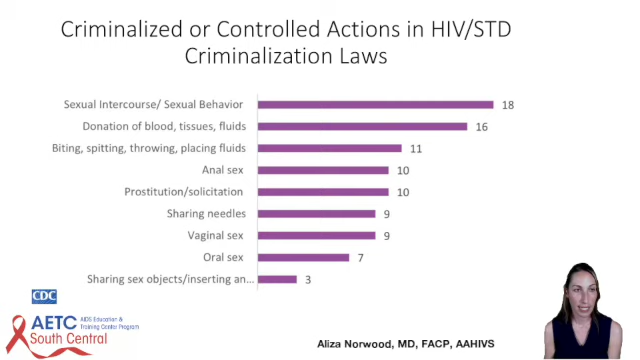 Criminalized or Controlled Actions in HIV/STD
Criminalization Laws
Sexual Intercourse/ Sexual Behavior 18
Donation of blood, tissues, fluids 16
Biting, spitting, throwing, placing fluids 11
Anal sex 10
Prostitution/solicitation 10
Sharing needles 9
Vaginal sex 9
Oral sex 7
Sharing sex objects/inserting an... 3
CDC
AETC AIDS Education &
Training Center Program
South Central
Aliza Norwood, MD, FACP, AAHIVS